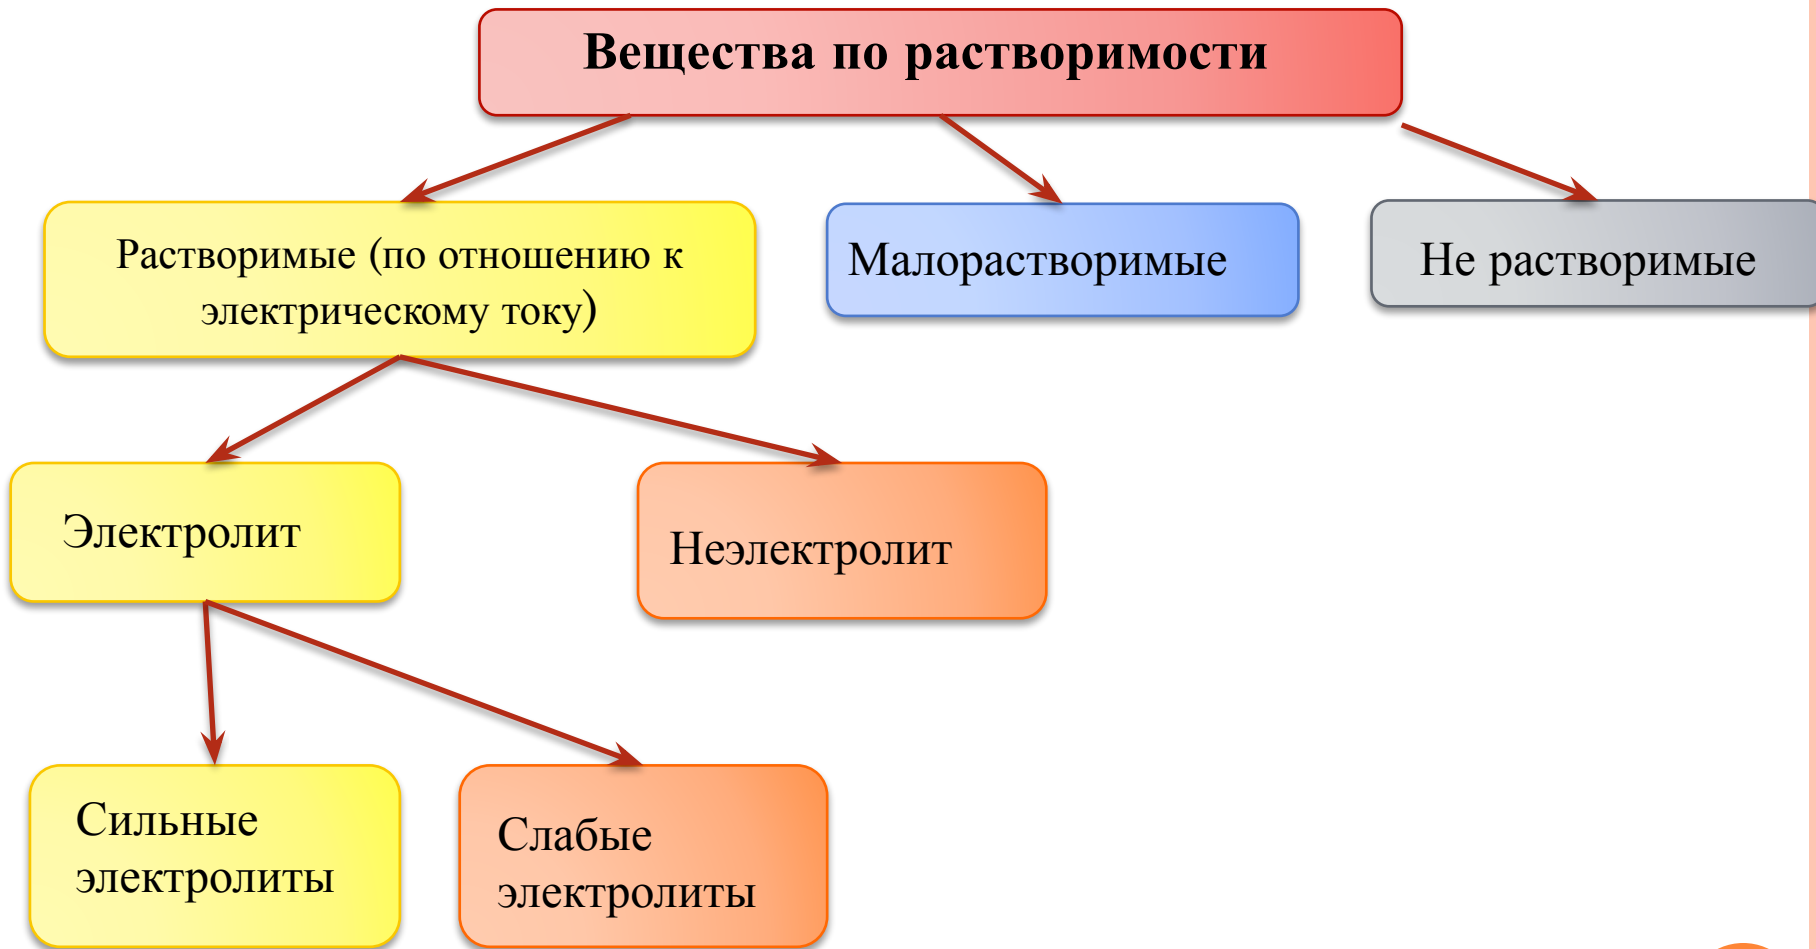 Вещества по растворимости
Растворимые (по отношению к
электрическому току)
Малорастворимые
Не растворимые
Электролит
Неэлектролит
Сильные
электролиты
Слабые
электролиты